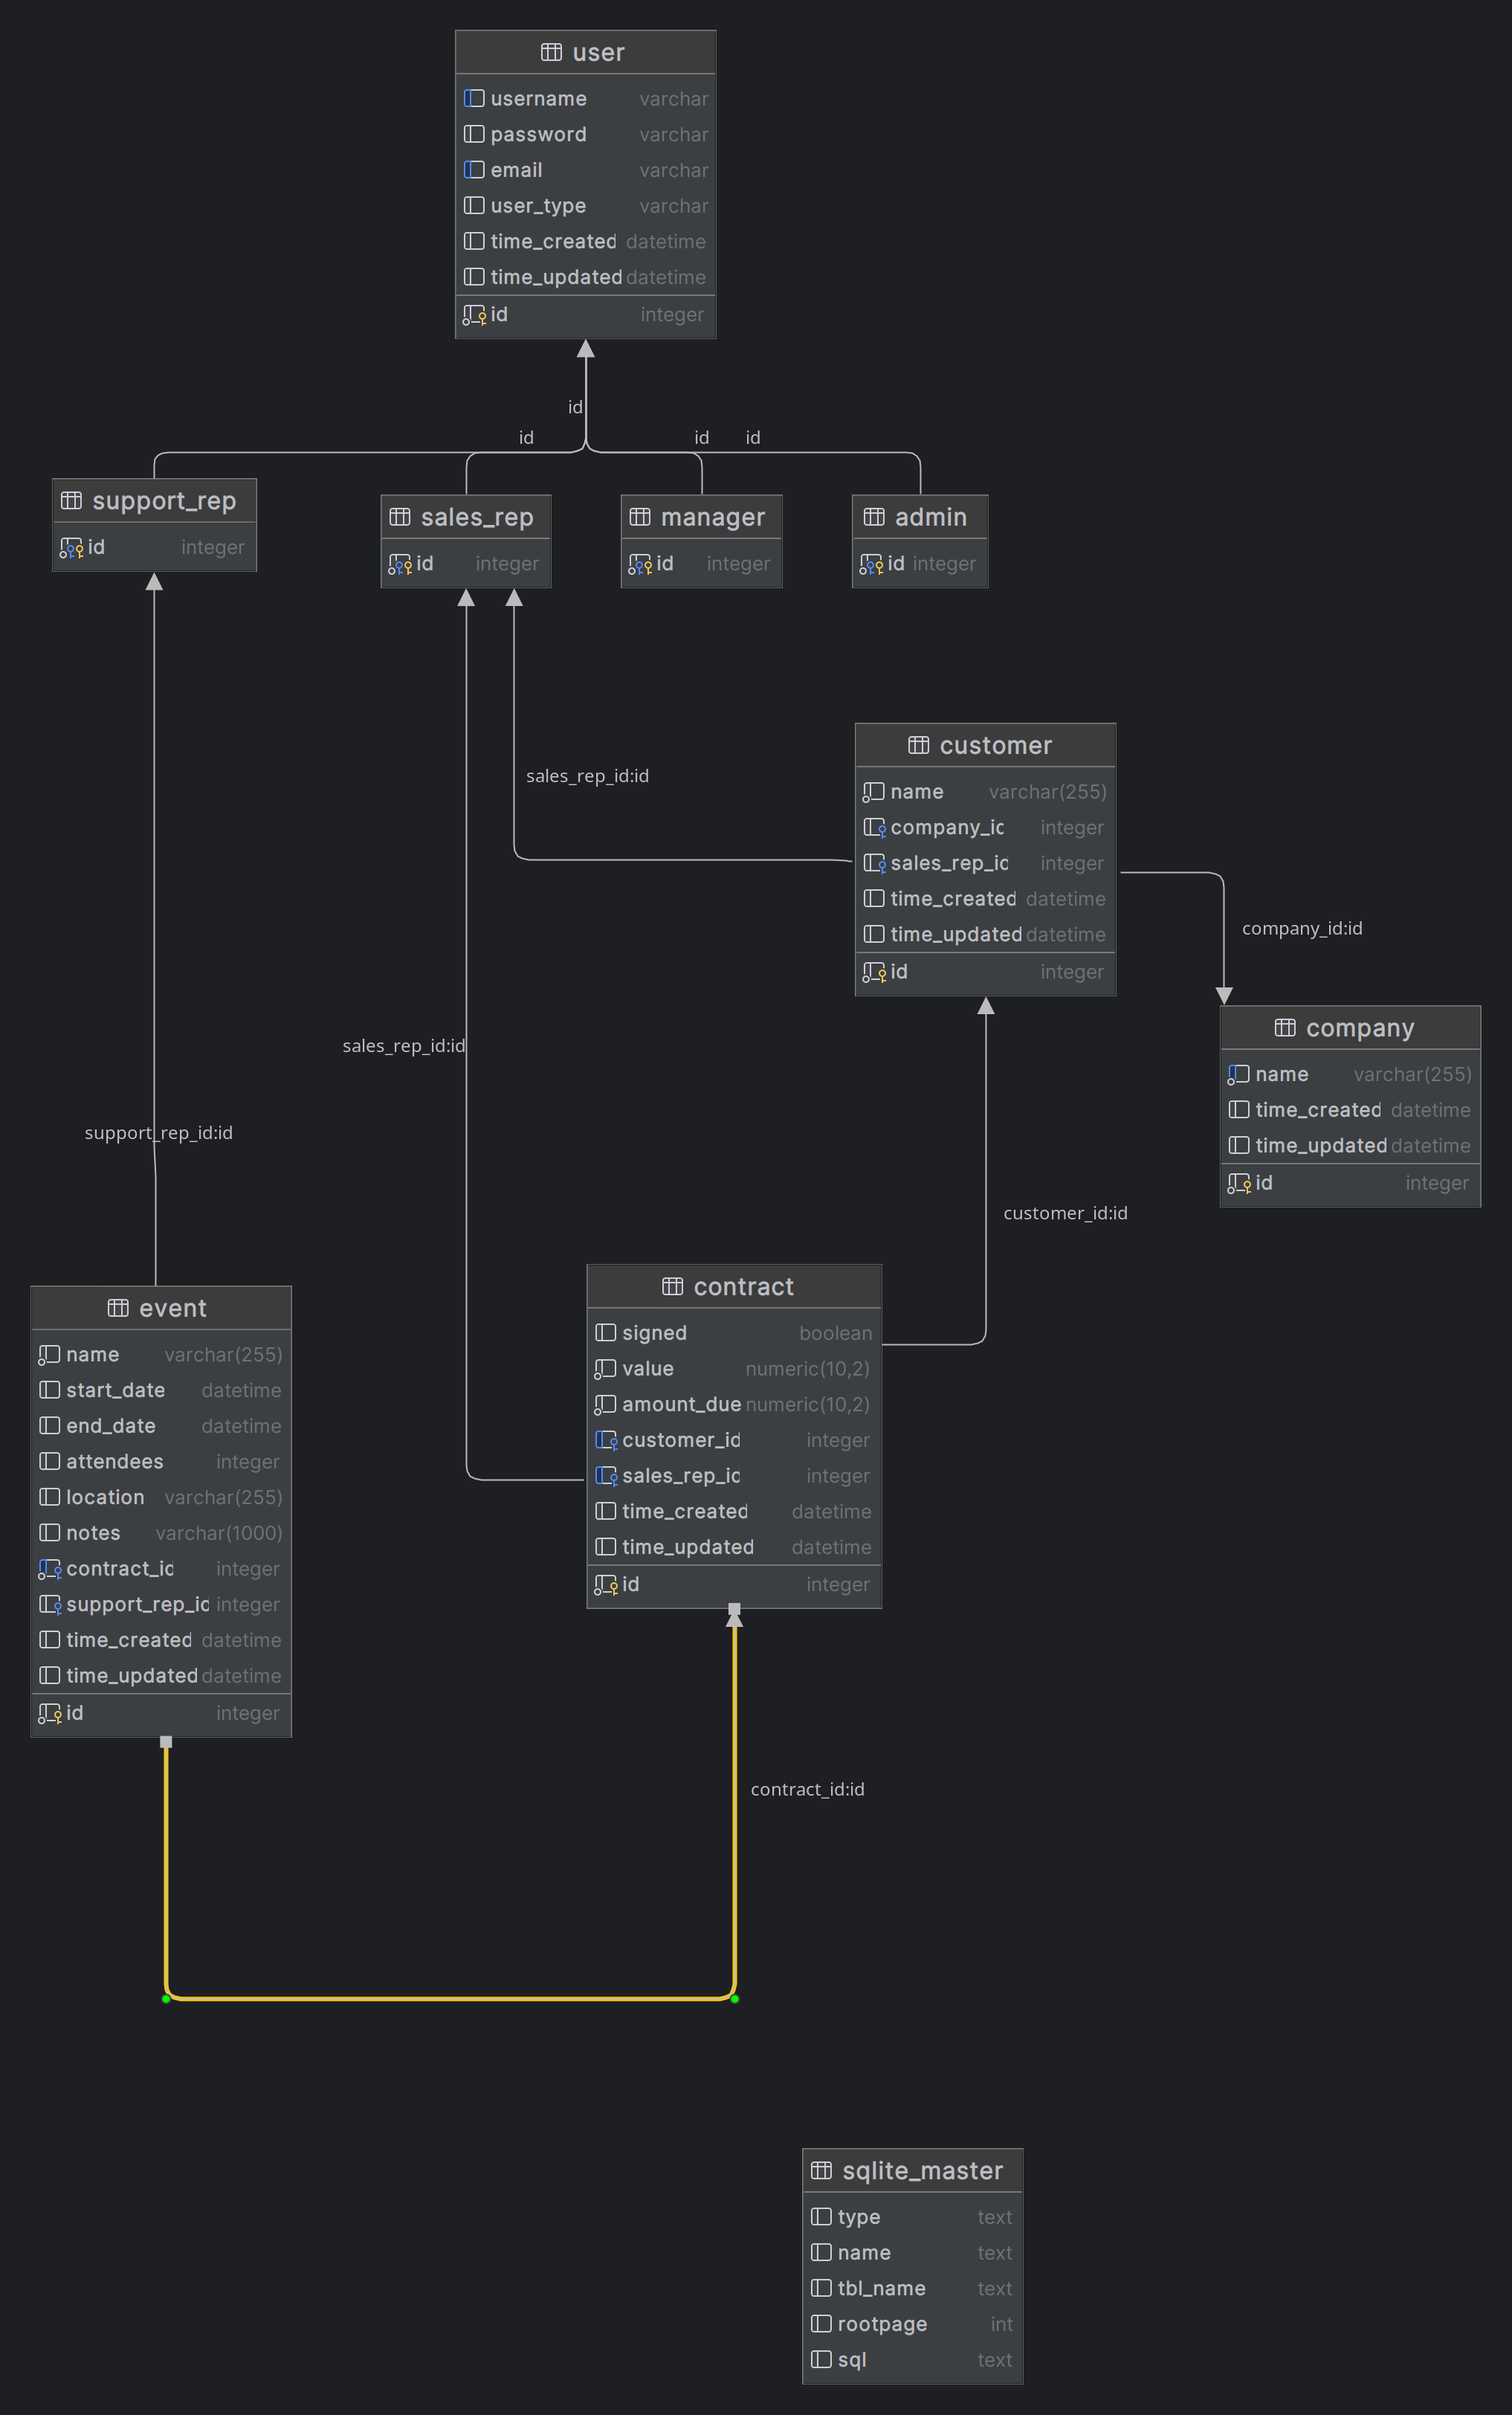 user
username varchar
password varchar
email varchar
user_type varchar
time_created datetime
time_updated datetime
id integer
id
id id id
support_rep
id integer
sales_rep
id integer
manager
id integer
admin
id integer
customer
name varchar(255)
company_id integer
sales_rep_id integer
time_created datetime
time_updated datetime
id integer
sales_rep_id:id
company_id:id
company
name varchar(255)
time_created datetime
time_updated datetime
id integer
sales_rep_id:id
support_rep_id:id
customer_id:id
event
name varchar(255)
start_date datetime
end_date datetime
attendees integer
location varchar(255)
notes varchar(1000)
contract_id integer
support_rep_id integer
time_created datetime
time_updated datetime
id integer
contract
signed boolean
value numeric(10,2)
amount_due numeric(10,2)
customer_id integer
sales_rep_id integer
time_created datetime
time_updated datetime
id integer
contract_id:id
sqlite_master
type text
name text
tbl_name text
rootpage int
sql text